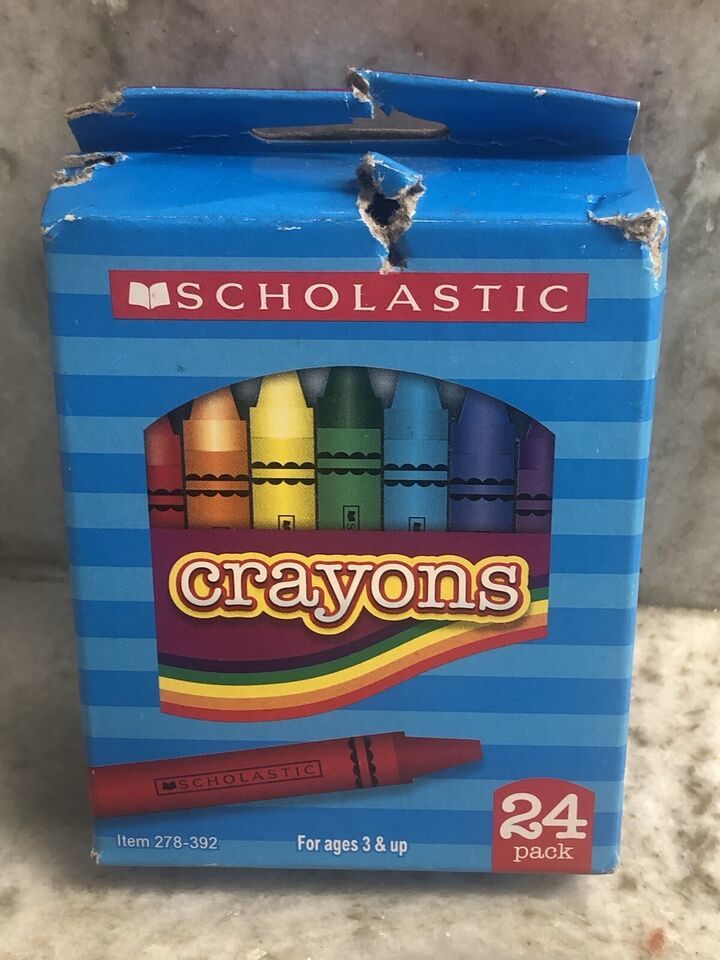 SCHOLASTIC
crayons
SCHOLASTIC
Item 278-392
For ages 3 & up
24
pack